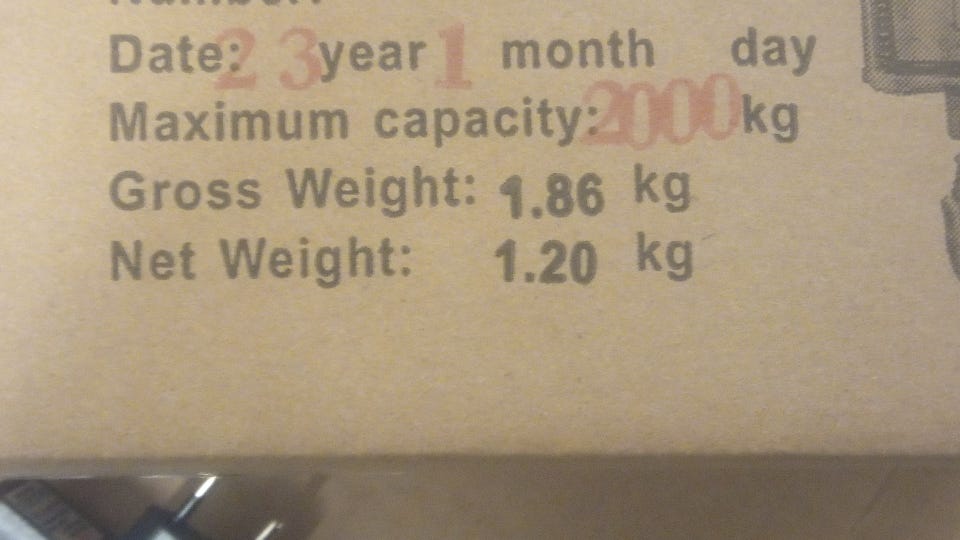 Date: 23 year 1 month day
Maximum capacity: 2000 kg
Gross Weight: 1.86 kg
Net Weight: 1.20 kg